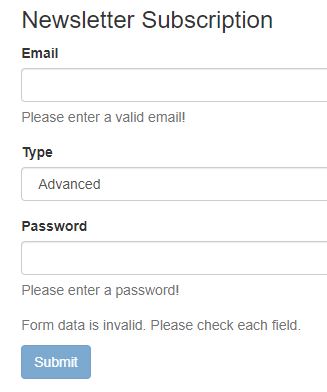 Newsletter Subscription
Email
Please enter a valid email!
Type
Advanced
Password
Please enter a password!
Form data is invalid. Please check each field.
Submit